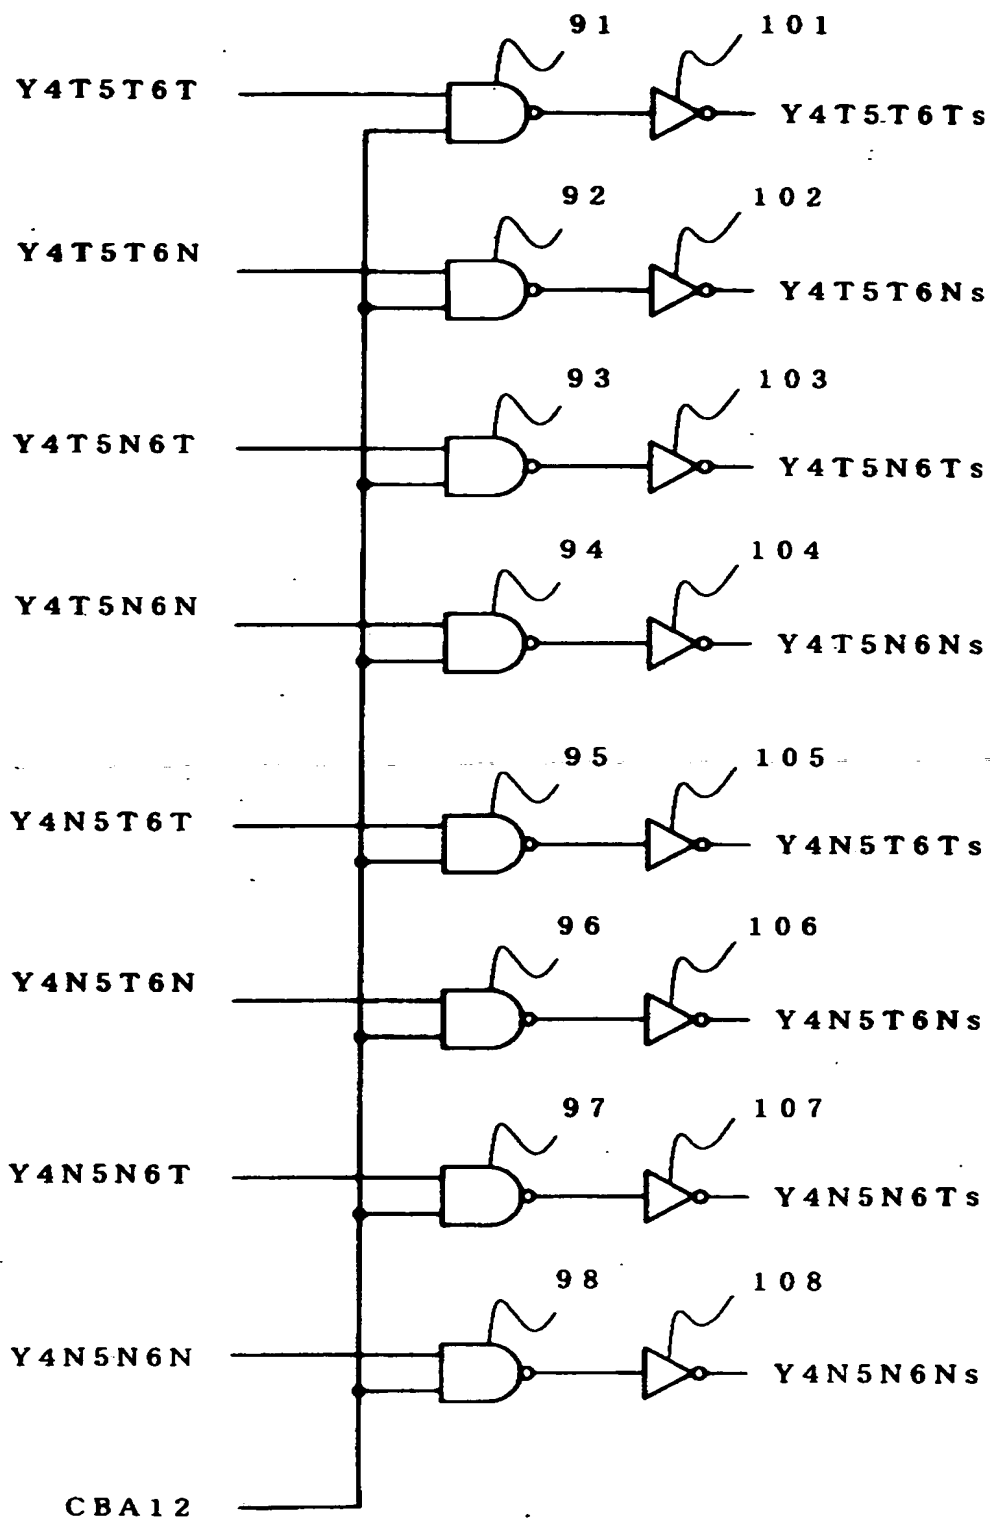 91 101
Y4T5T6T Y4T5T6Ts
92 102
Y4T5T6N Y4T5T6Ns
93 103
Y4T5N6T Y4T5N6Ts
94 104
Y4T5N6N Y4T5N6Ns
95 105
Y4N5T6T Y4N5T6Ts
96 106
Y4N5T6N Y4N5T6Ns
97 107
Y4N5N6T Y4N5N6Ts
98 108
Y4N5N6N Y4N5N6Ns
CBA12